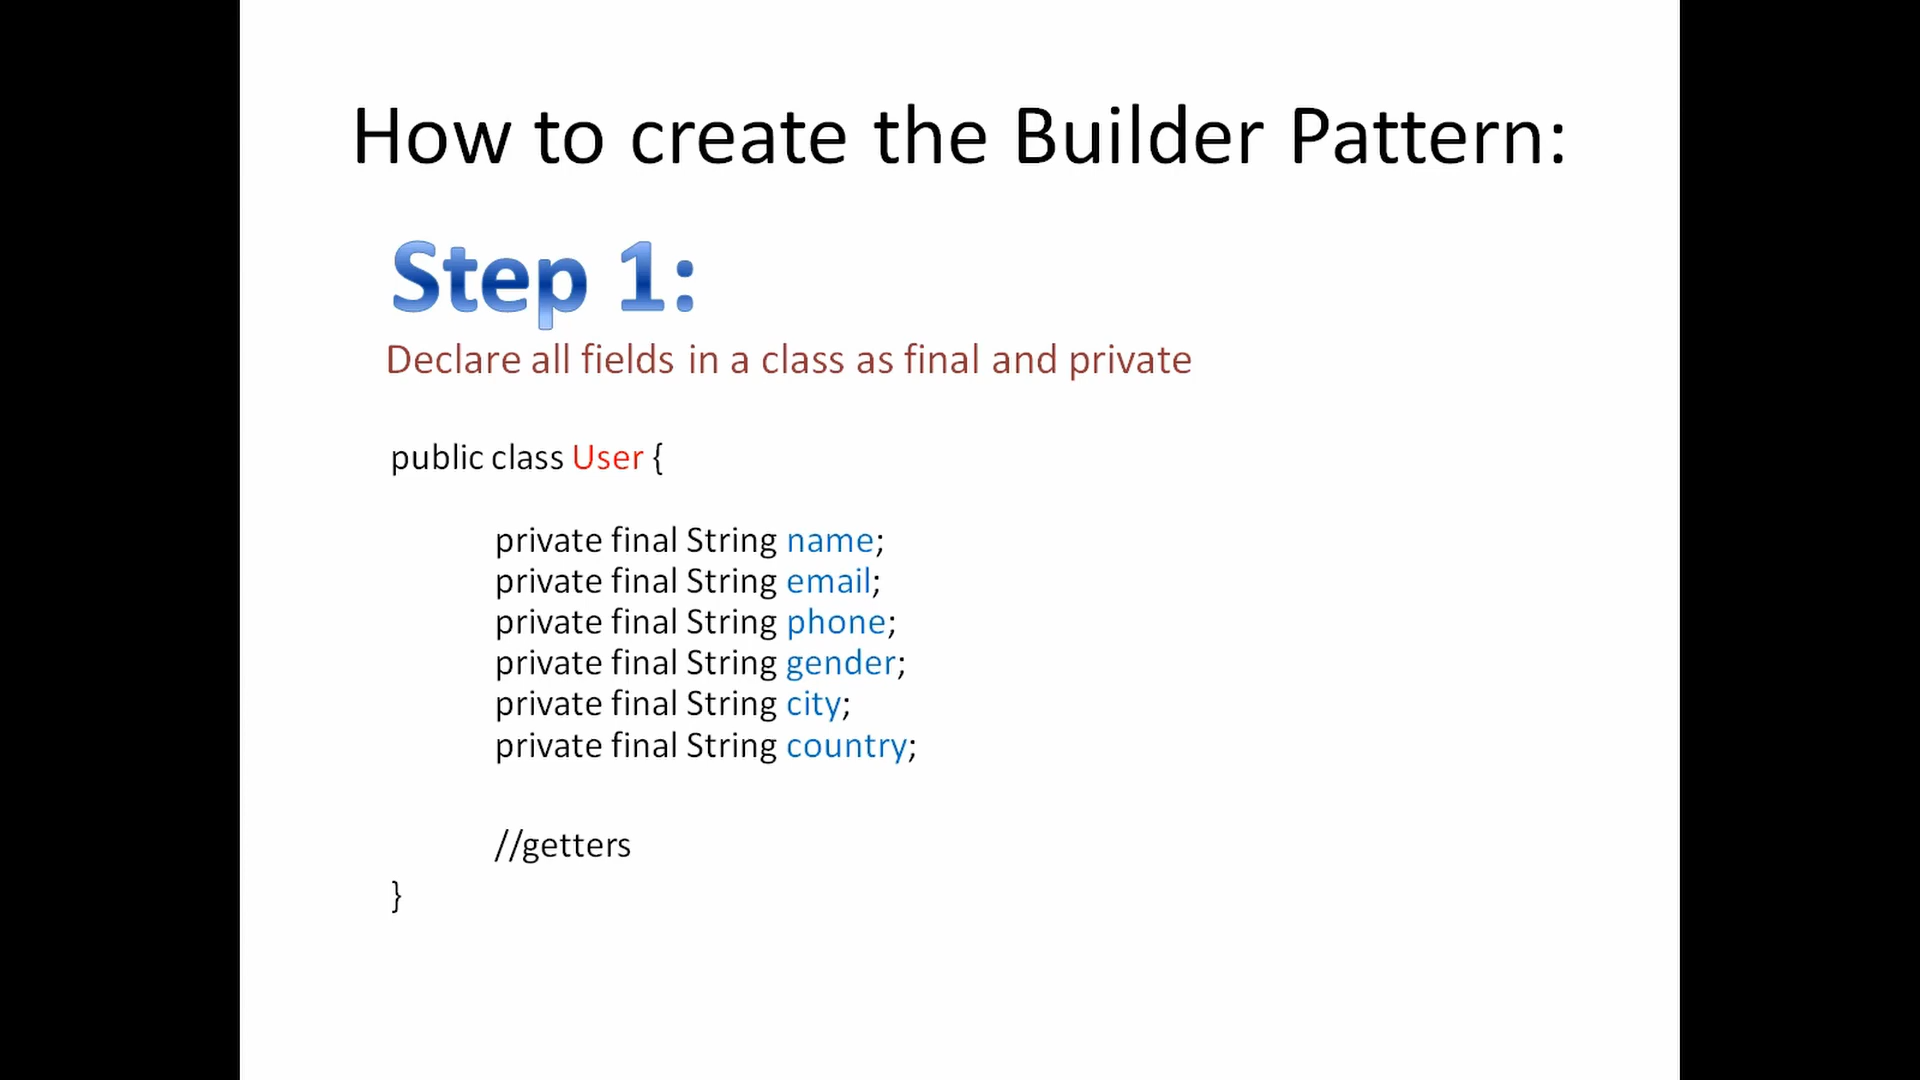 How to create the Builder Pattern:
Step 1:
Declare all fields in a class as final and private
public class User {
private final String name;
private final String email;
private final String phone;
private final String gender;
private final String city;
private final String country;
//getters
}